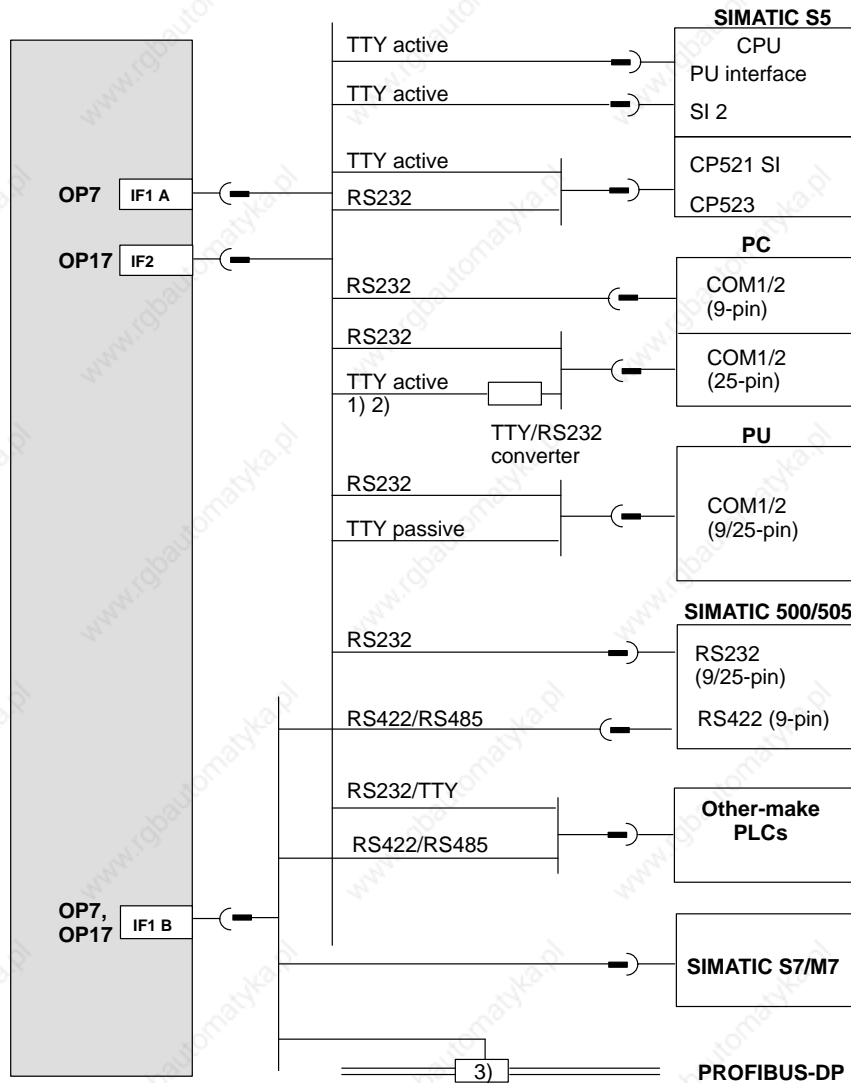 SIMATIC S5
TTY active
CPU
PU interface
TTY active
SI 2
TTY active
CP521 SI
OP7
IF1 A
RS232
CP523
PC
OP17
IF2
RS232
COM1/2
(9-pin)
RS232
COM1/2
(25-pin)
TTY active
1) 2)
TTY/RS232
converter
PU
RS232
COM1/2
(9/25-pin)
TTY passive
SIMATIC 500/505
RS232
RS232
(9/25-pin)
RS422/RS485
RS422 (9-pin)
RS232/TTY
Other-make
PLCs
RS422/RS485
OP7,
OP17
IF1 B
SIMATIC S7/M7
3)
PROFIBUS-DP
www.rgbautomatyka.pl